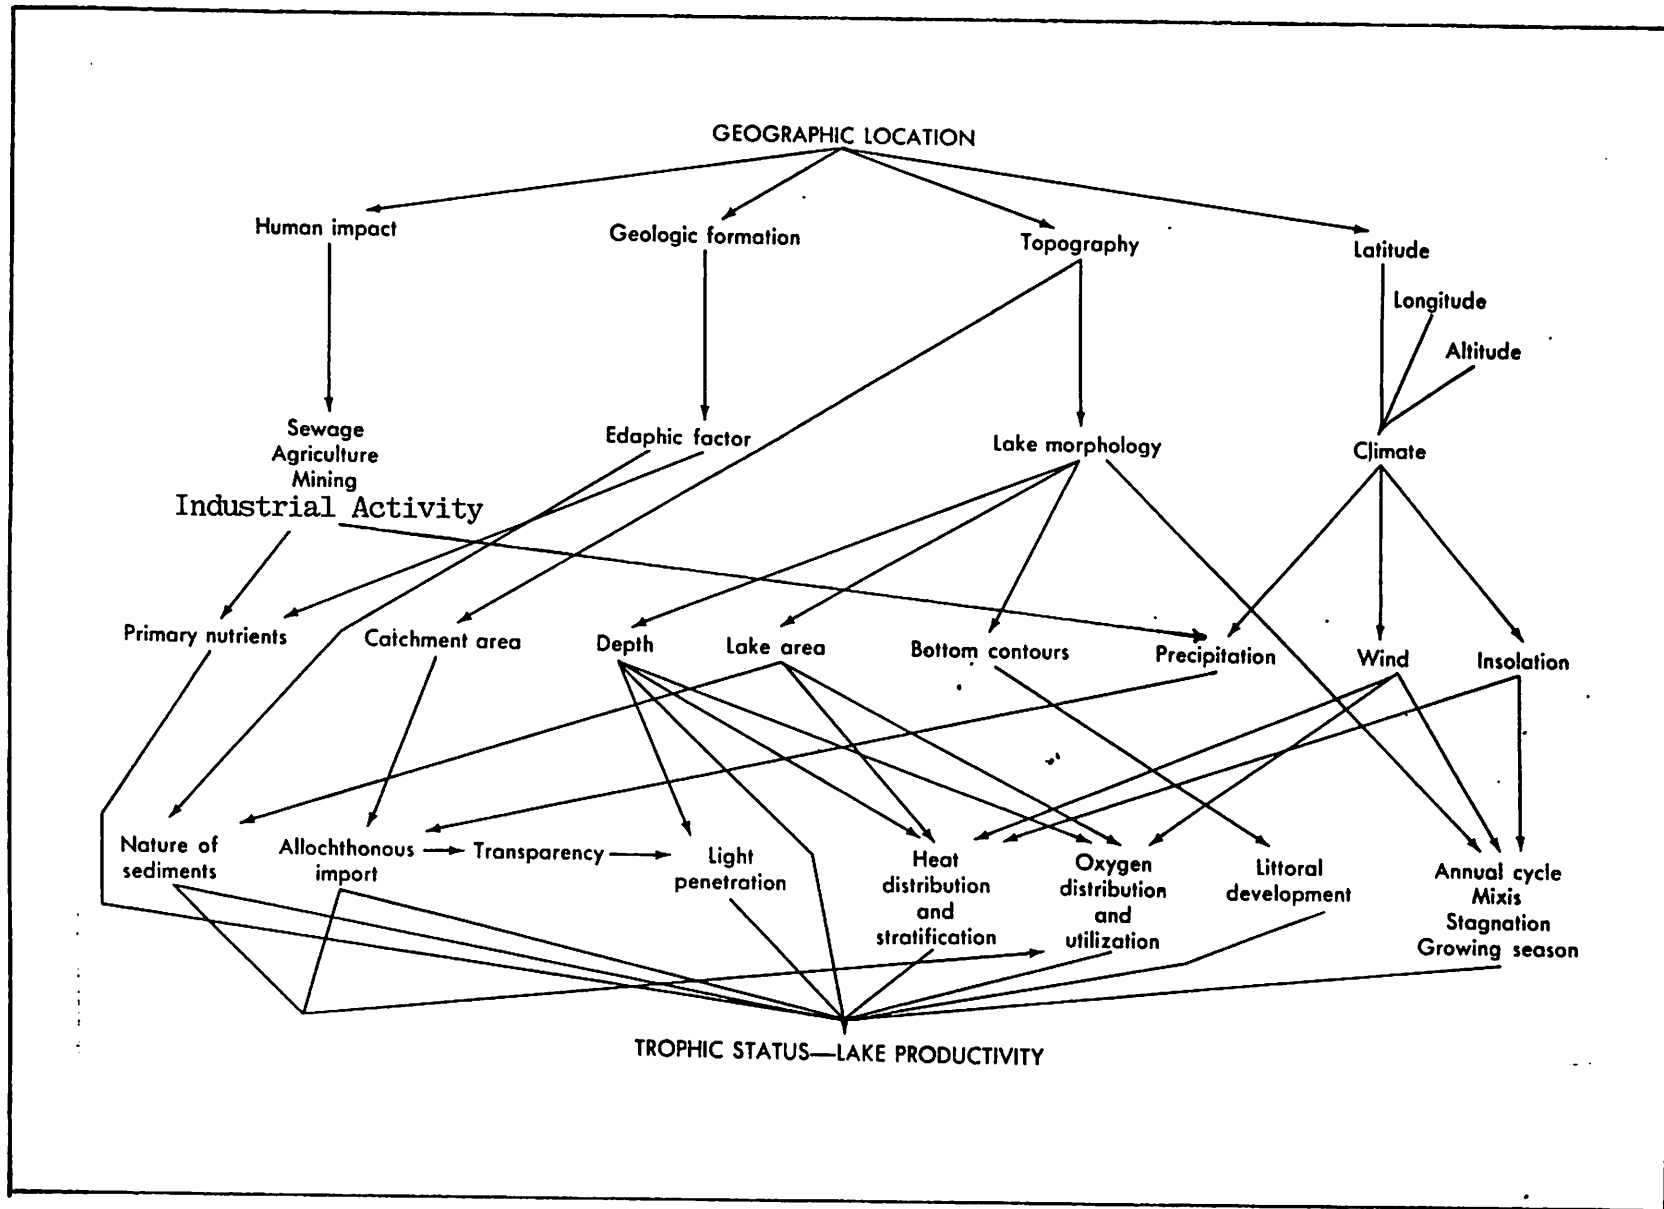 GEOGRAPHIC LOCATION
Human impact
Geologic formation
Topography
Latitude
Longitude
Altitude
Sewage
Agriculture
Mining
Industrial Activity
Edaphic factor
Lake morphology
Climate
Primary nutrients
Catchment area
Depth
Lake area
Bottom contours
Precipitation
Wind
Insolation
Nature of
sediments
Allochthonous
import
Transparency
Light
penetration
Heat
distribution
and
stratification
Oxygen
distribution
and
utilization
Littoral
development
Annual cycle
Mixis
Stagnation
Growing season
TROPHIC STATUS—LAKE PRODUCTIVITY